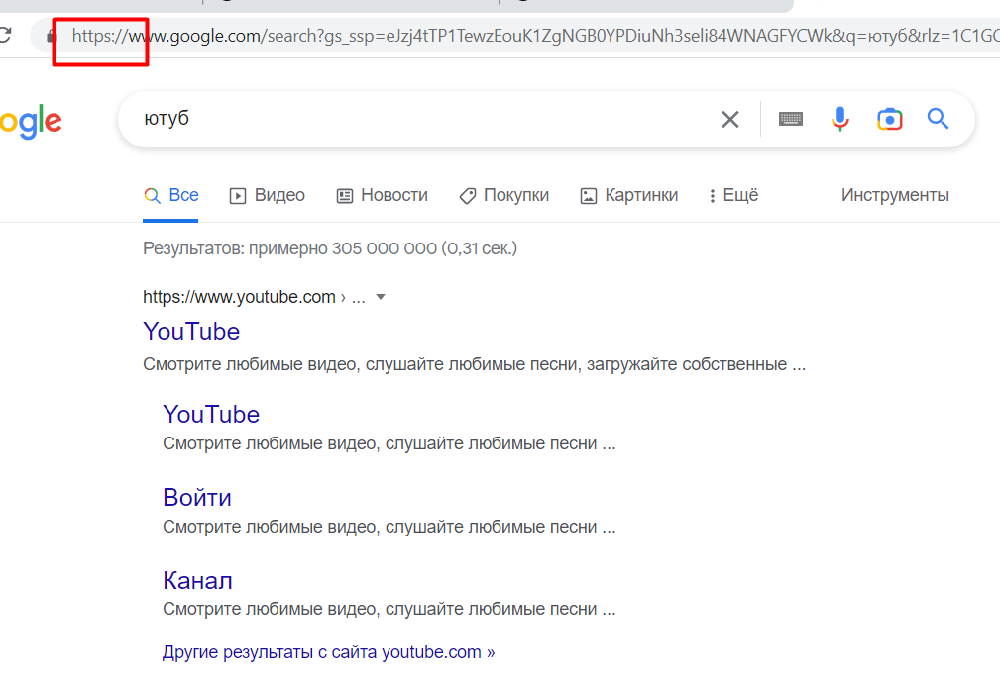 https://www.google.com/search?gs_ssp=eJzj4tTP1TewzEouK1ZgNGB0YPDiuNh3seli84WNAGFYCWk&q=ютуб&rlz=1C1GC
ogle
ютуб
Все Видео Новости Покупки Картинки Ещё Инструменты
Результатов: примерно 305 000 000 (0,31 сек.)
https://www.youtube.com › ...
YouTube
Смотрите любимые видео, слушайте любимые песни, загружайте собственные ...
YouTube
Смотрите любимые видео, слушайте любимые песни ...
Войти
Смотрите любимые видео, слушайте любимые песни ...
Канал
Смотрите любимые видео, слушайте любимые песни ...
Другие результаты с сайта youtube.com »